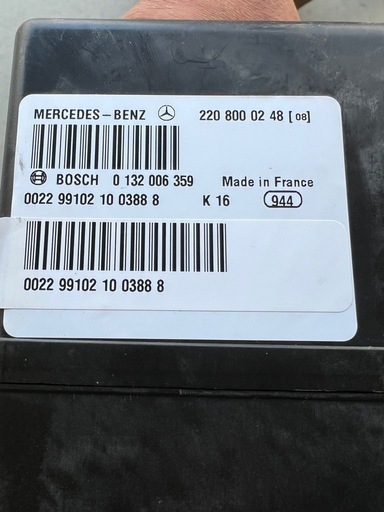 MERCEDES-BENZ 220 800 02 48 [08]
BOSCH 0 132 006 359 Made in France
0022 99102 10 0388 8 K 16 944
0022 99102 10 0388 8